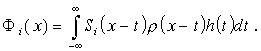 Φ_i(x) = ∫_{-∞}^{∞} S_i(x-t) ρ(x-t) h(t) dt .